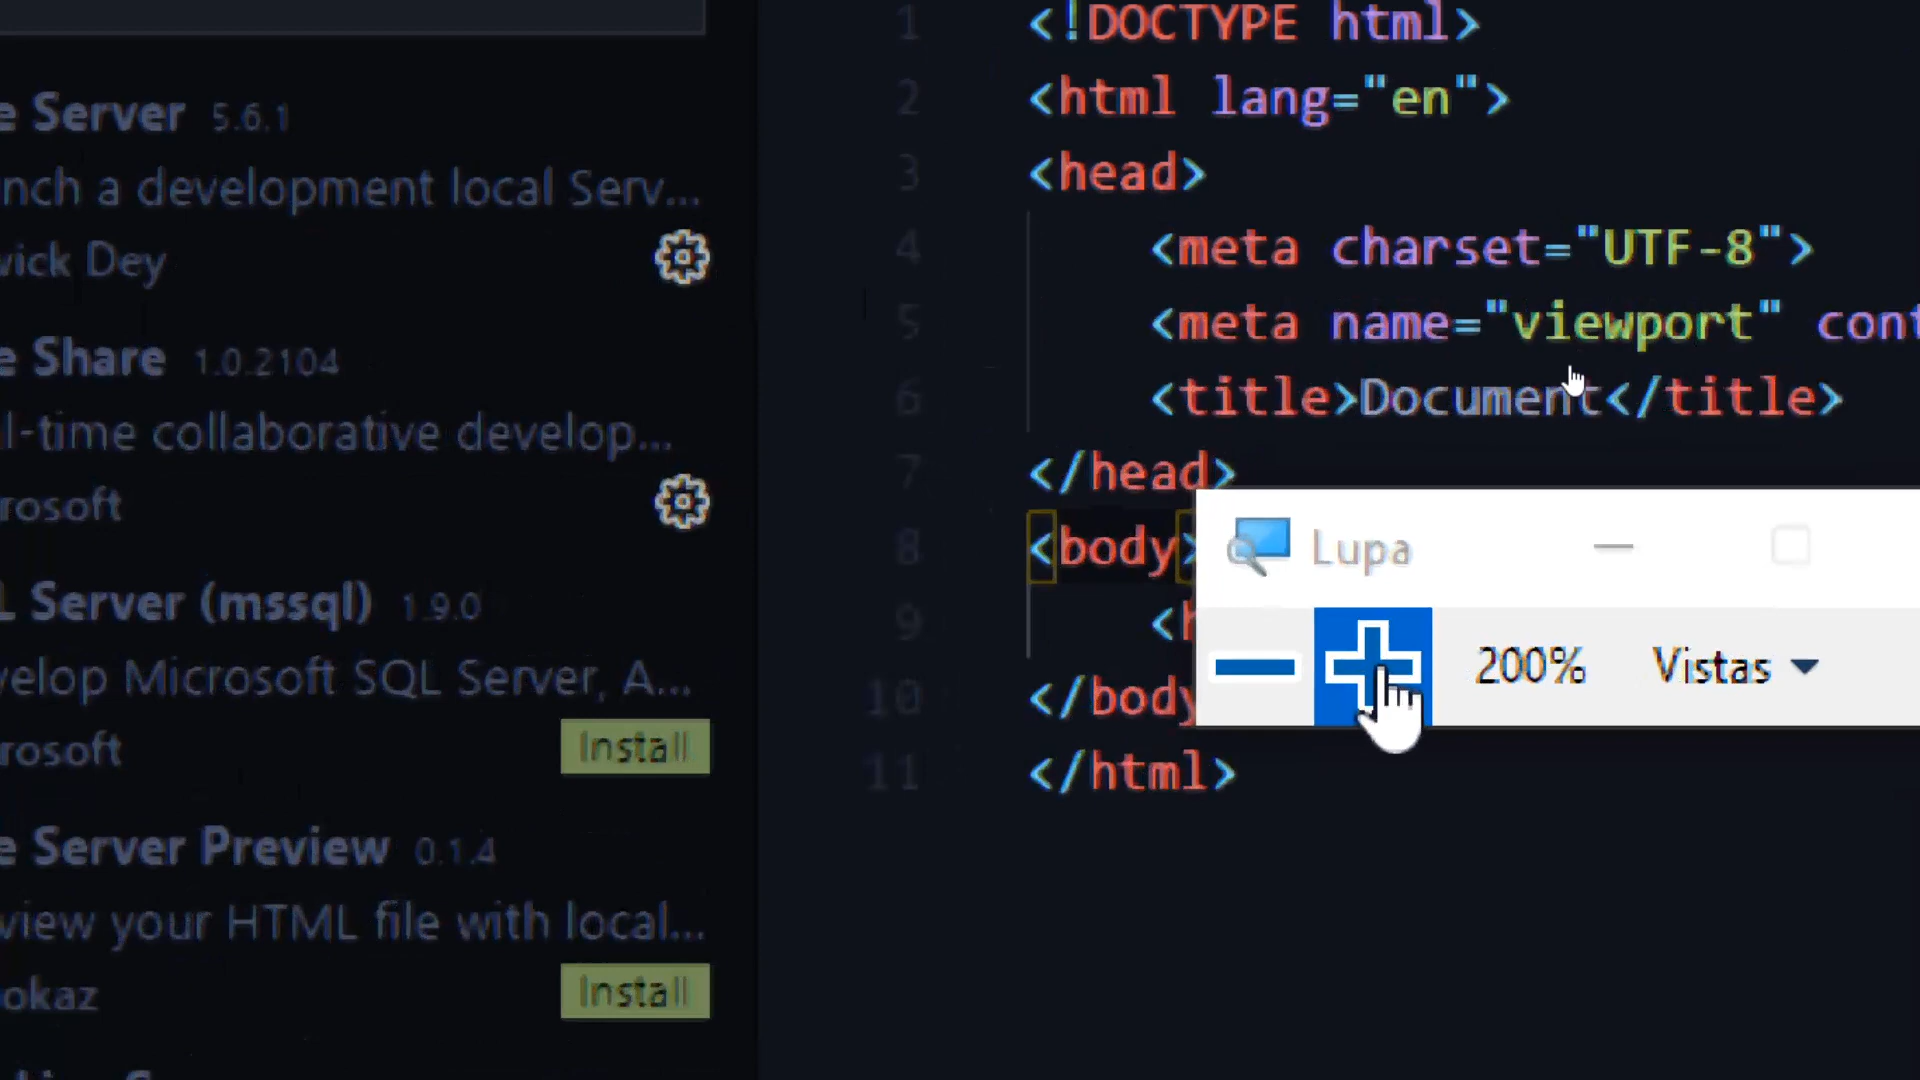 e Server 5.6.1
nch a development local Serv...
wick Dey
e Share 1.0.2104
l-time collaborative develop...
rosoft
L Server (mssql) 1.9.0
velop Microsoft SQL Server, A...
rosoft
Install
e Server Preview 0.1.4
view your HTML file with local...
okaz
Install
1 <!DOCTYPE html>
2 <html lang="en">
3 <head>
4 <meta charset="UTF-8">
5 <meta name="viewport" cont
6 <title>Document</title>
7 </head>
8 <body>
9 <h
10 </body
11 </html>
Lupa
200% Vistas